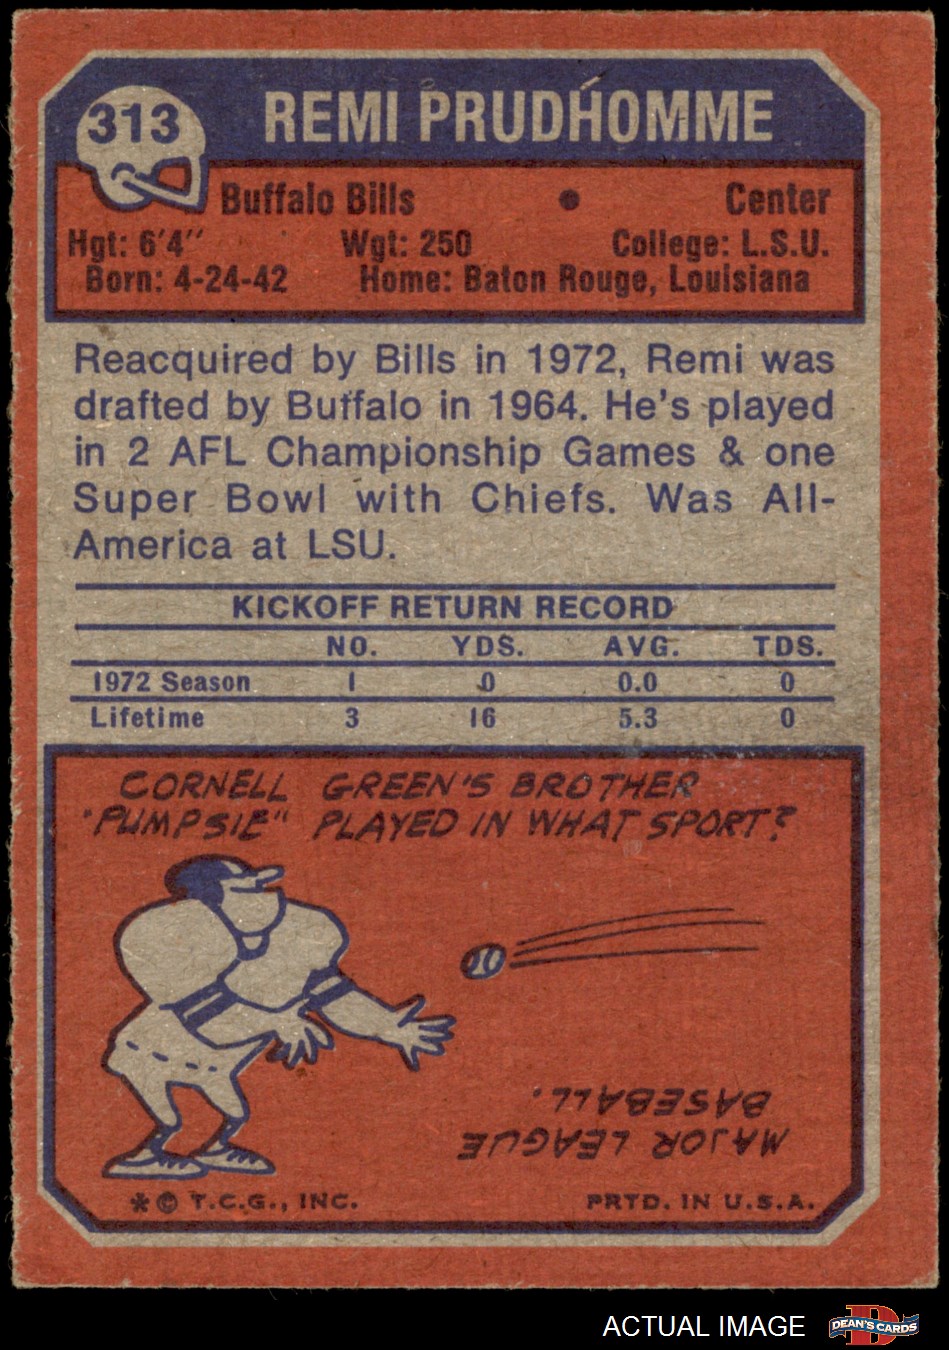 313
REMI PRUDHOMME
Buffalo Bills • Center
Hgt: 6'4" Wgt: 250 College: L.S.U.
Born: 4-24-42 Home: Baton Rouge, Louisiana
Reacquired by Bills in 1972, Remi was
drafted by Buffalo in 1964. He's played
in 2 AFL Championship Games & one
Super Bowl with Chiefs. Was All-
America at LSU.
KICKOFF RETURN RECORD
NO. YDS. AVG. TDS.
1972 Season 1 0 0.0 0
Lifetime 3 16 5.3 0
CORNELL GREEN'S BROTHER
"PUMPSIE" PLAYED IN WHAT SPORT?
MAJOR LEAGUE
BASEBALL.
* © T.C.G., INC. PRTD. IN U.S.A.
ACTUAL IMAGE
D
DEAN'S CARDS